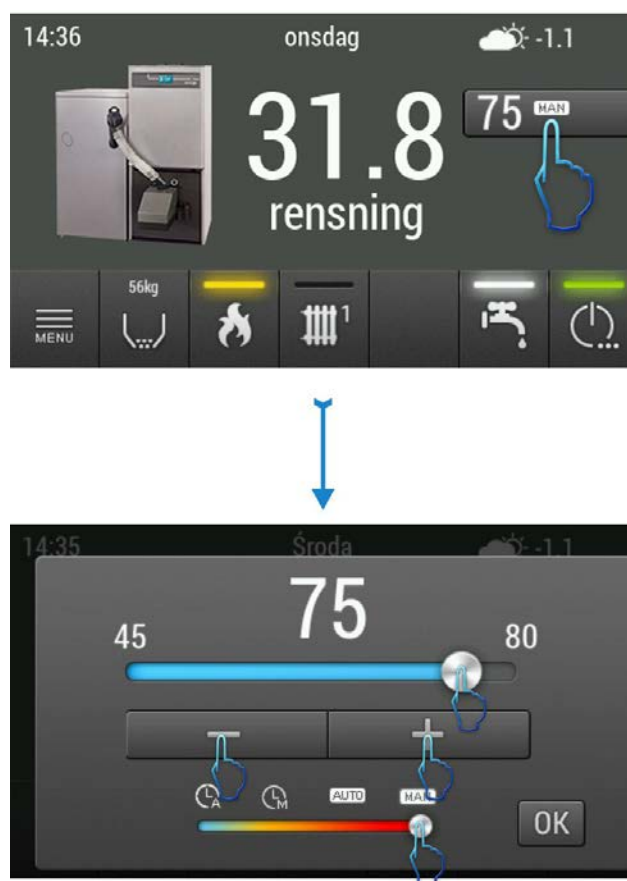 14:36 onsdag -1.1
31.8 75 MAN
rensning
56kg
MENU 1
14:35 Środa -1.1
75
45 80
A M AUTO MAN
OK